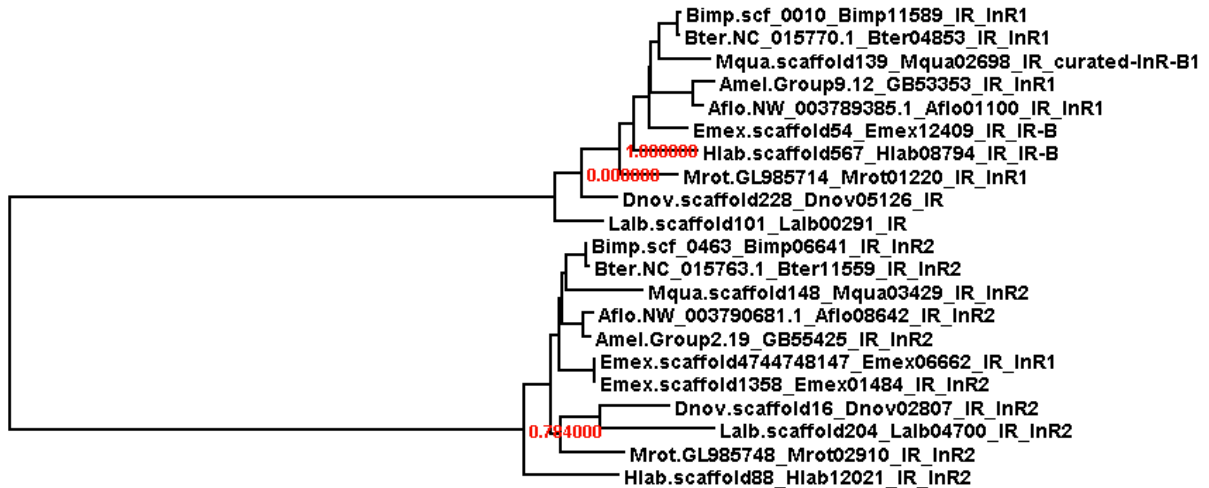 Bimp.scf_0010_Bimp11589_IR_InR1
Bter.NC_015770.1_Bter04853_IR_InR1
Mqua.scaffold139_Mqua02698_IR_curated-InR-B1
Amel.Group9.12_GB53353_IR_InR1
Aflo.NW_003789385.1_Aflo01100_IR_InR1
Emex.scaffold54_Emex12409_IR_IR-B
1.000000 Hlab.scaffold567_Hlab08794_IR_IR-B
0.000000 Mrot.GL985714_Mrot01220_IR_InR1
Dnov.scaffold228_Dnov05126_IR
Lalb.scaffold101_Lalb00291_IR
Bimp.scf_0463_Bimp06641_IR_InR2
Bter.NC_015763.1_Bter11559_IR_InR2
Mqua.scaffold148_Mqua03429_IR_InR2
Aflo.NW_003790681.1_Aflo08642_IR_InR2
Amel.Group2.19_GB55425_IR_InR2
Emex.scaffold4744748147_Emex06662_IR_InR1
Emex.scaffold1358_Emex01484_IR_InR2
Dnov.scaffold16_Dnov02807_IR_InR2
0.784000 Lalb.scaffold204_Lalb04700_IR_InR2
Mrot.GL985748_Mrot02910_IR_InR2
Hlab.scaffold88_Hlab12021_IR_InR2